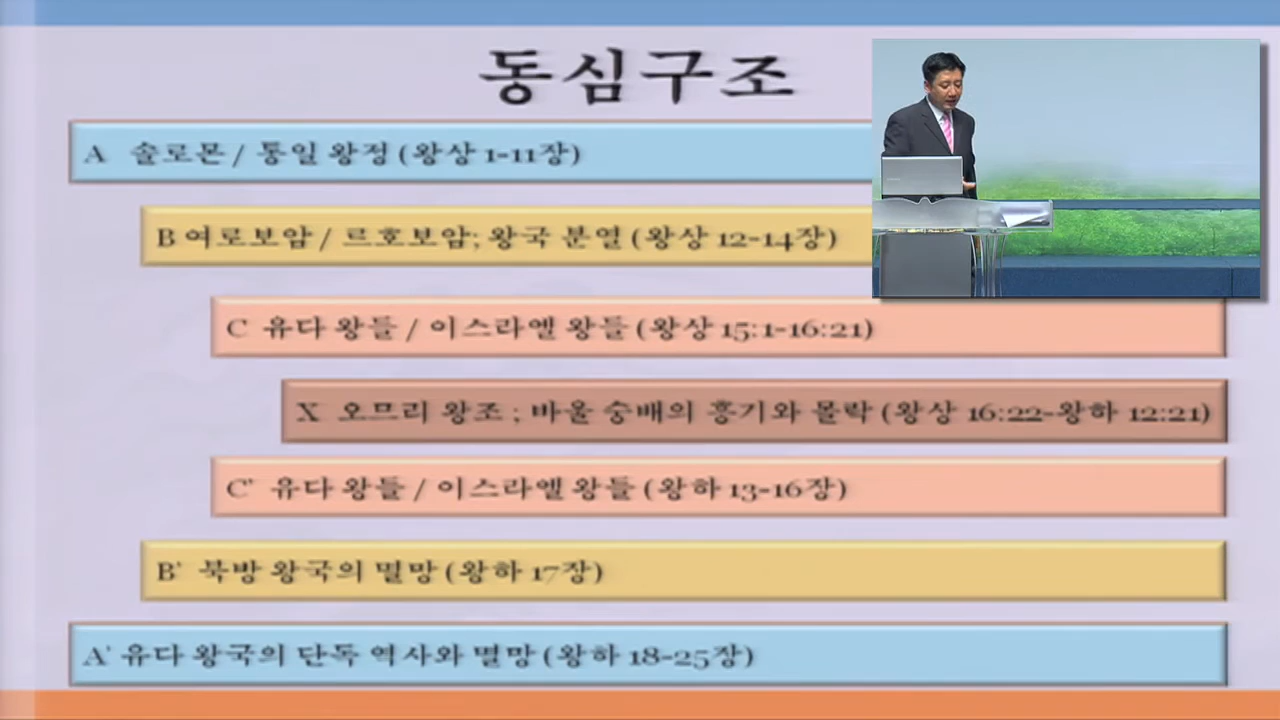 동심구조
A 솔로몬 / 통일 왕정 (왕상 1-11장)
B 여로보암 / 르호보암; 왕국 분열 (왕상 12-14장)
C 유다 왕들 / 이스라엘 왕들 (왕상 15:1-16:21)
X 오므리 왕조 ; 바울 숭배의 흥기와 몰락 (왕상 16:22-왕하 12:21)
C' 유다 왕들 / 이스라엘 왕들 (왕하 13-16장)
B' 북방 왕국의 멸망 (왕하 17장)
A' 유다 왕국의 단독 역사와 멸망 (왕하 18-25장)